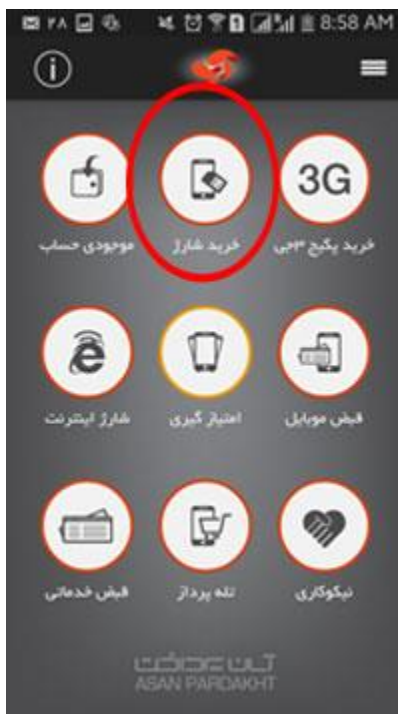 ۲۸ 8:58 AM
3G
موجودی حساب خرید شارژ خرید پکیج ۳جی
شارژ اینترنت امتیاز گیری قبض موبایل
قبض خدماتی تله پرداز نیکوکاری
آسان پرداخت
ASAN PARDAKHT